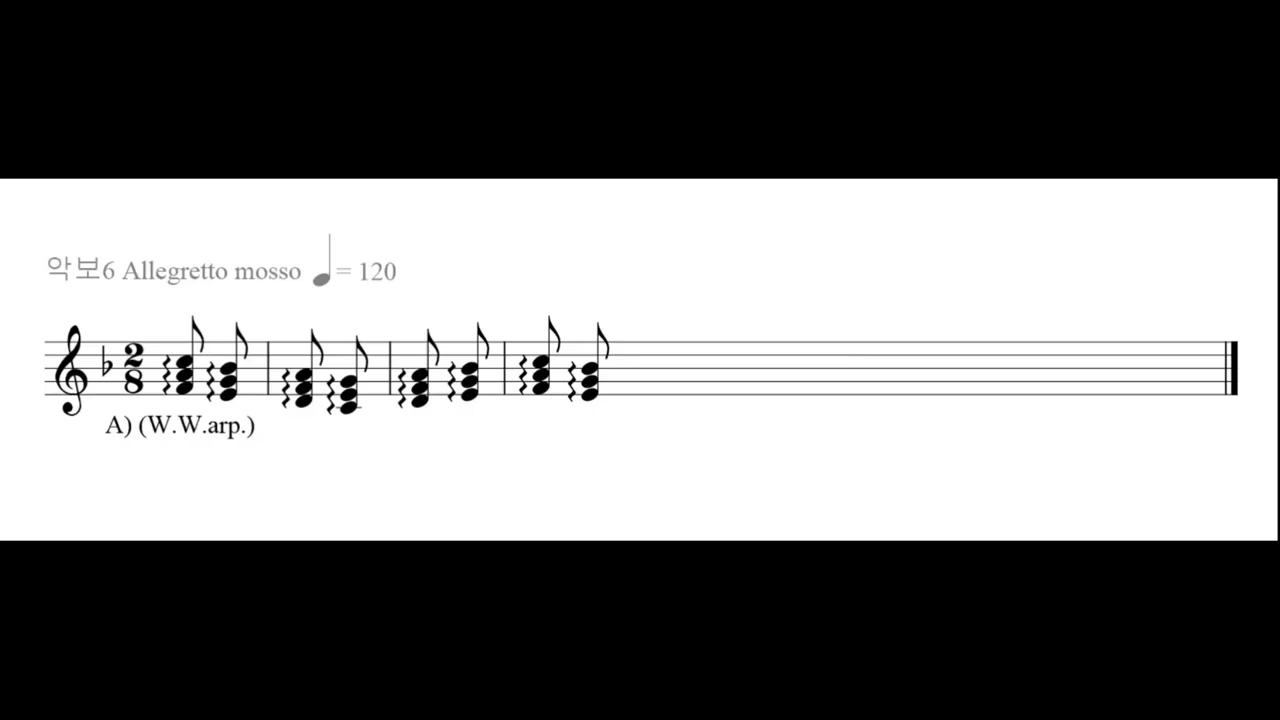 악보6 Allegretto mosso ♩ = 120
2
8
A) (W.W.arp.)